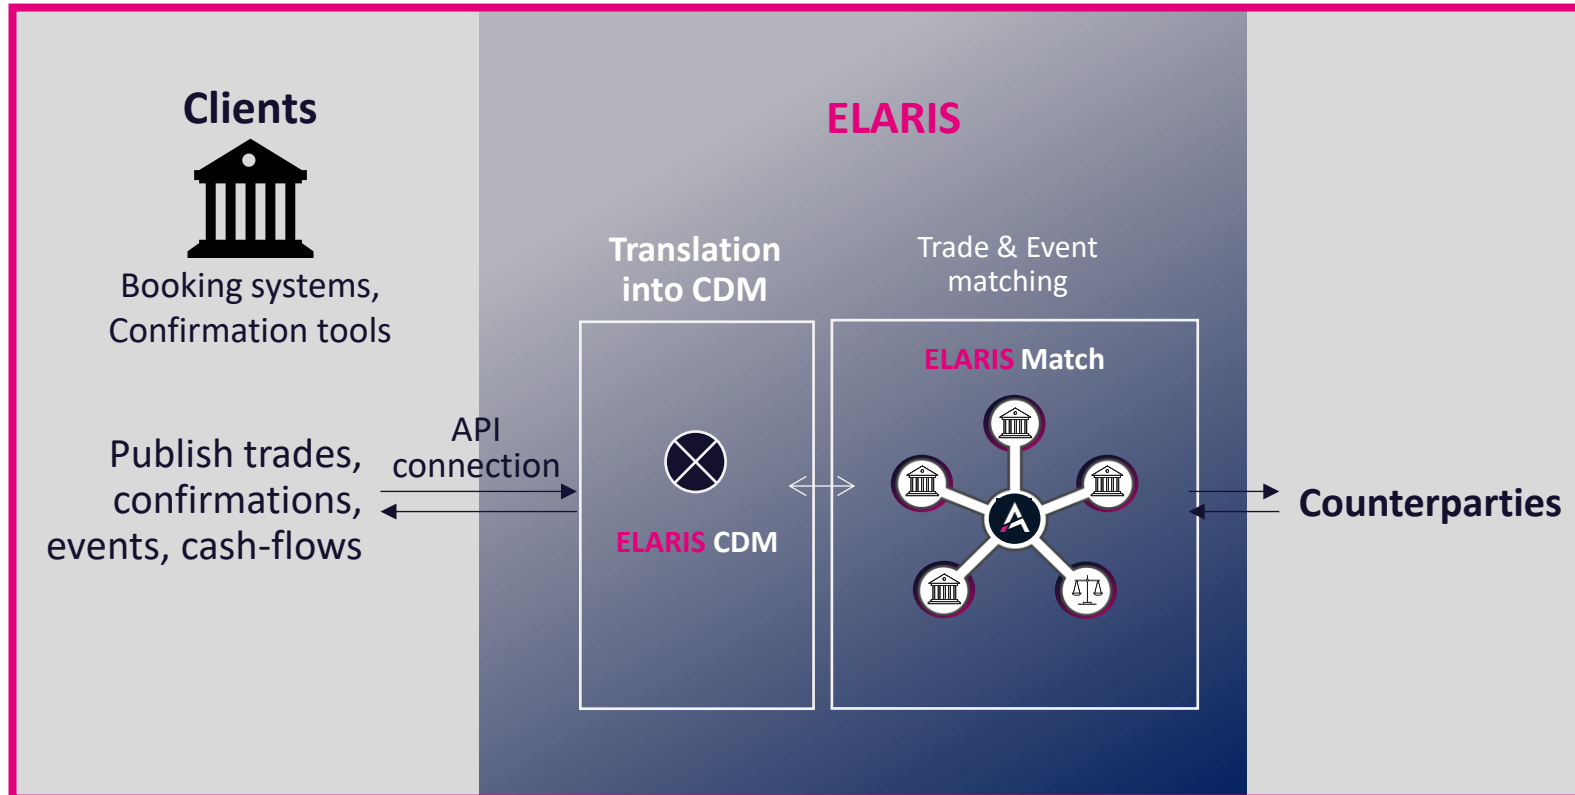 Clients
Booking systems,
Confirmation tools
Publish trades,
confirmations,
events, cash-flows
API
connection
ELARIS
Translation
into CDM
ELARIS CDM
Trade & Event
matching
ELARIS Match
Counterparties